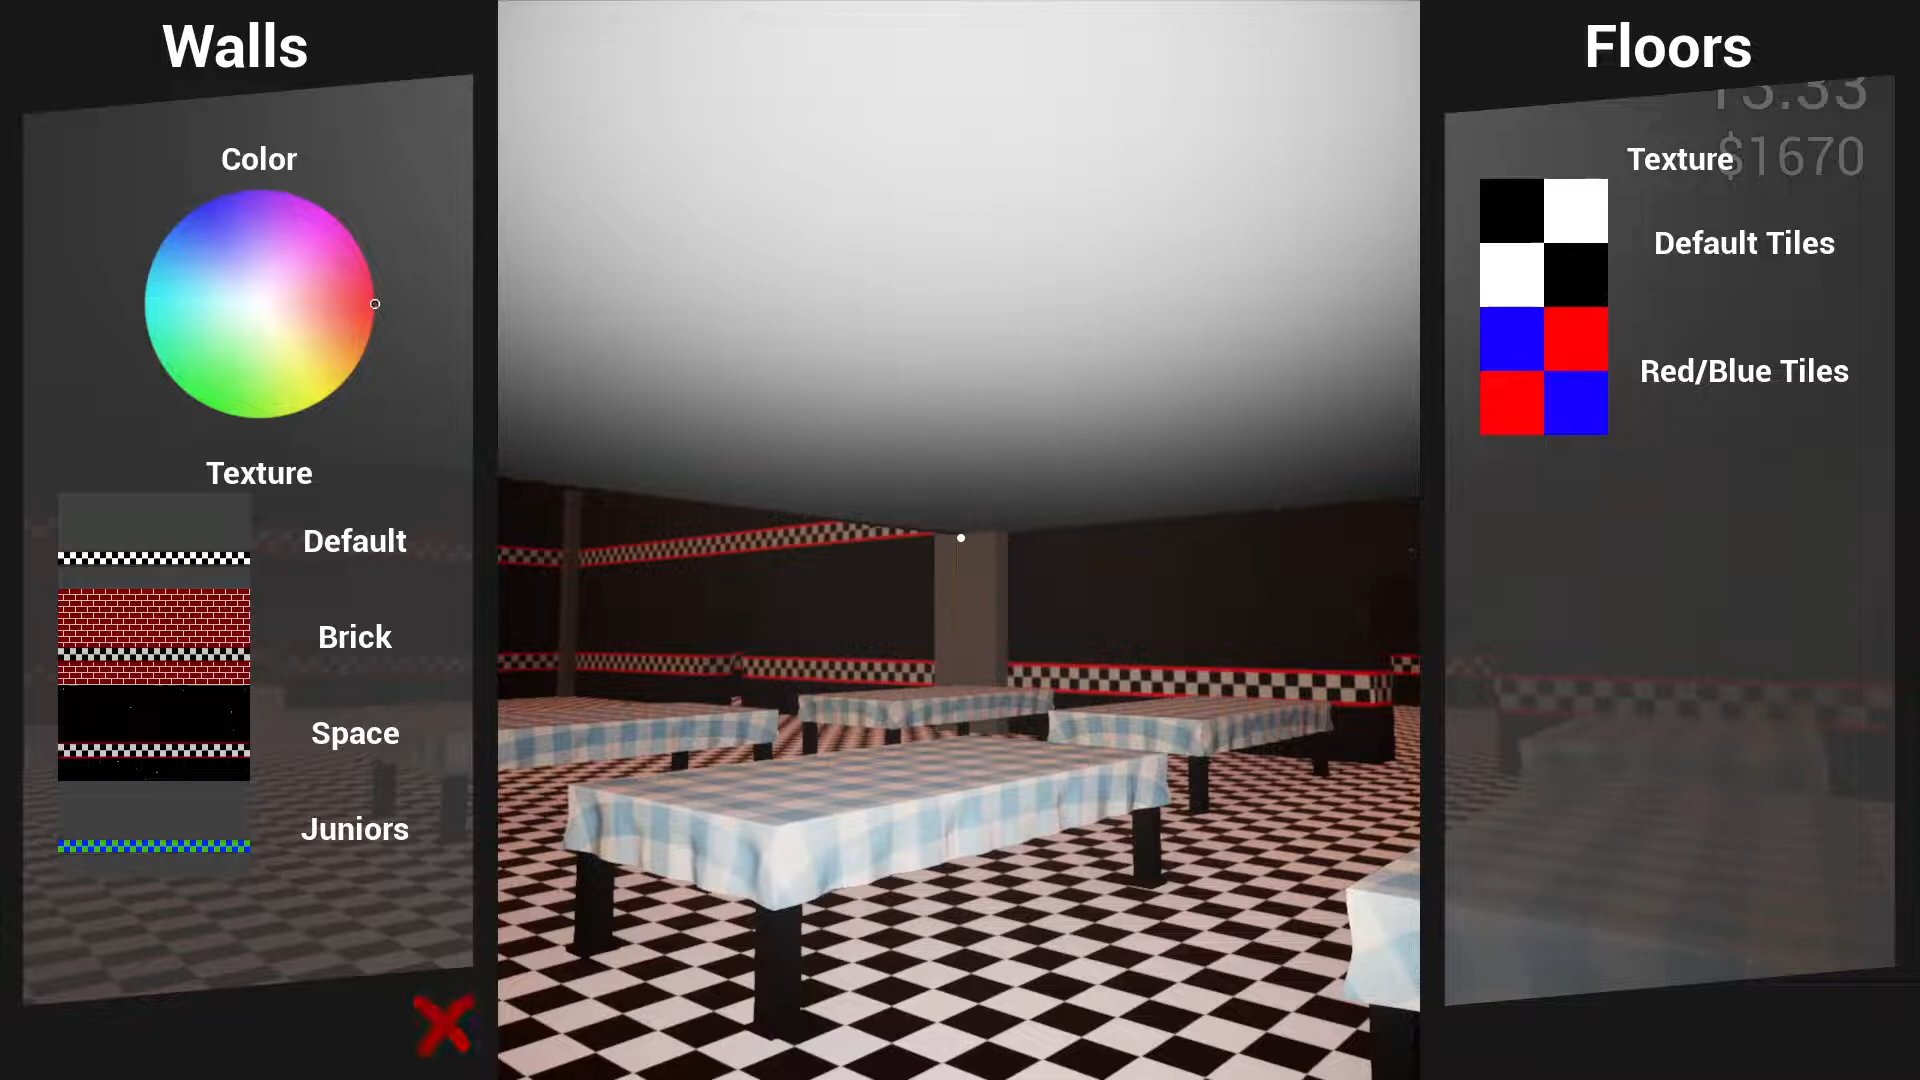 Walls
Color
Texture
Default
Brick
Space
Juniors
Floors
$1670
Texture
Default Tiles
Red/Blue Tiles